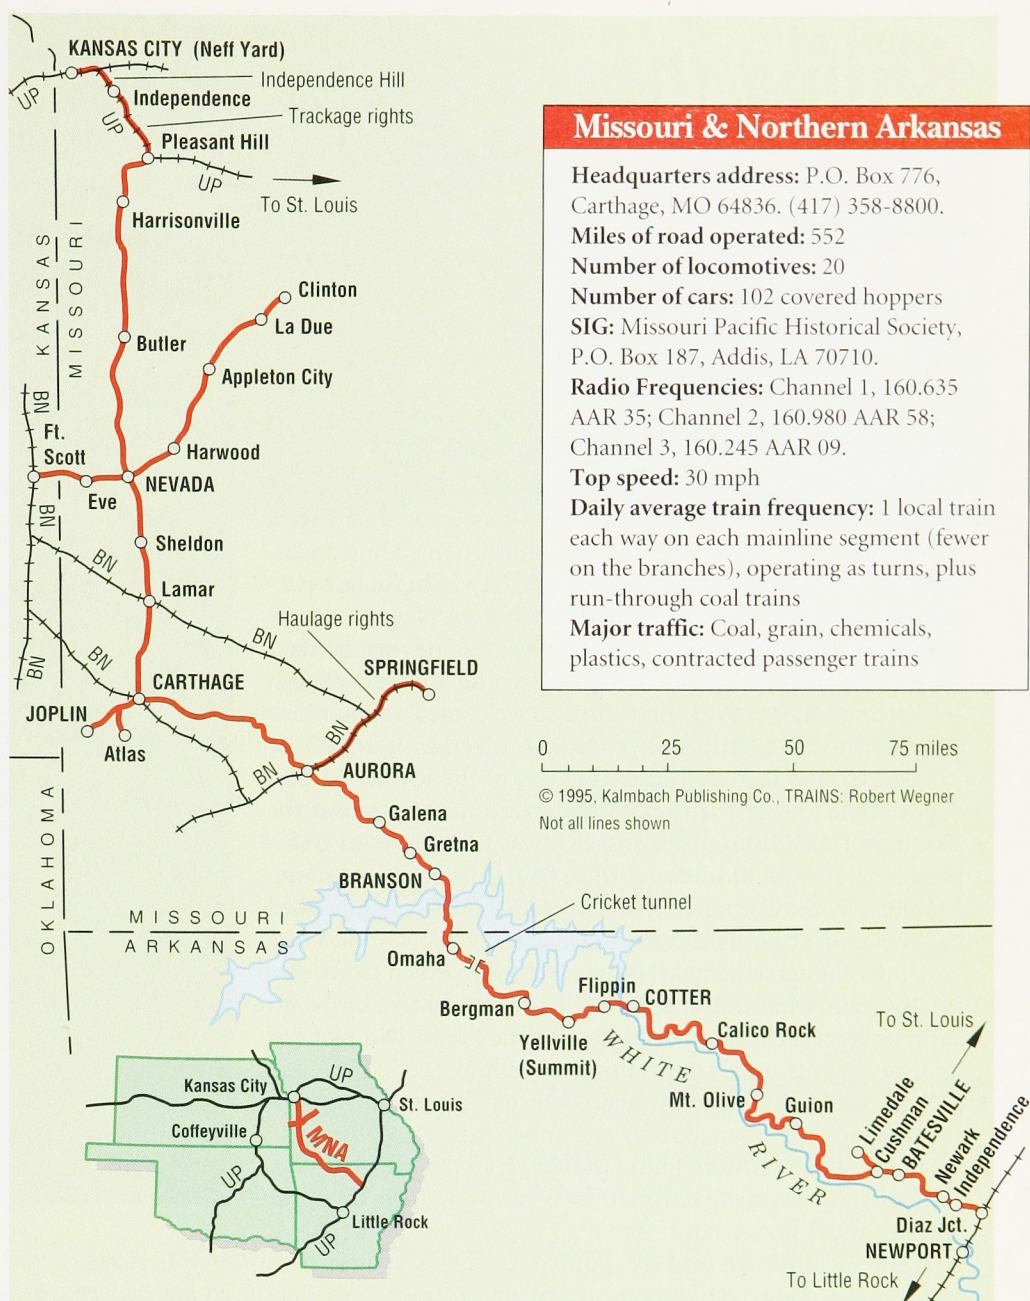 KANSAS CITY (Neff Yard)
Independence Hill
UP
Independence
UP
Trackage rights
Pleasant Hill
UP
To St. Louis
Harrisonville
KANSAS
MISSOURI
Clinton
La Due
Butler
Appleton City
BN
Ft.
Scott
Harwood
NEVADA
Eve
BN
Sheldon
BN
Lamar
Haulage rights
BN
BN
BN
SPRINGFIELD
CARTHAGE
JOPLIN
Atlas
BN
BN
AURORA
Galena
Gretna
BRANSON
OKLAHOMA
MISSOURI
ARKANSAS
Cricket tunnel
Omaha
Bergman
Flippin
COTTER
Yellville
(Summit)
Calico Rock
WHITE
RIVER
Mt. Olive
Guion
To St. Louis
Limedale
Cushman
BATESVILLE
Newark
Independence
Diaz Jct.
NEWPORT
To Little Rock
Missouri & Northern Arkansas
Headquarters address: P.O. Box 776,
Carthage, MO 64836. (417) 358-8800.
Miles of road operated: 552
Number of locomotives: 20
Number of cars: 102 covered hoppers
SIG: Missouri Pacific Historical Society,
P.O. Box 187, Addis, LA 70710.
Radio Frequencies: Channel 1, 160.635
AAR 35; Channel 2, 160.980 AAR 58;
Channel 3, 160.245 AAR 09.
Top speed: 30 mph
Daily average train frequency: 1 local train
each way on each mainline segment (fewer
on the branches), operating as turns, plus
run-through coal trains
Major traffic: Coal, grain, chemicals,
plastics, contracted passenger trains
0 25 50 75 miles
© 1995, Kalmbach Publishing Co., TRAINS: Robert Wegner
Not all lines shown
Kansas City
UP
St. Louis
Coffeyville
MNA
UP
Little Rock
UP